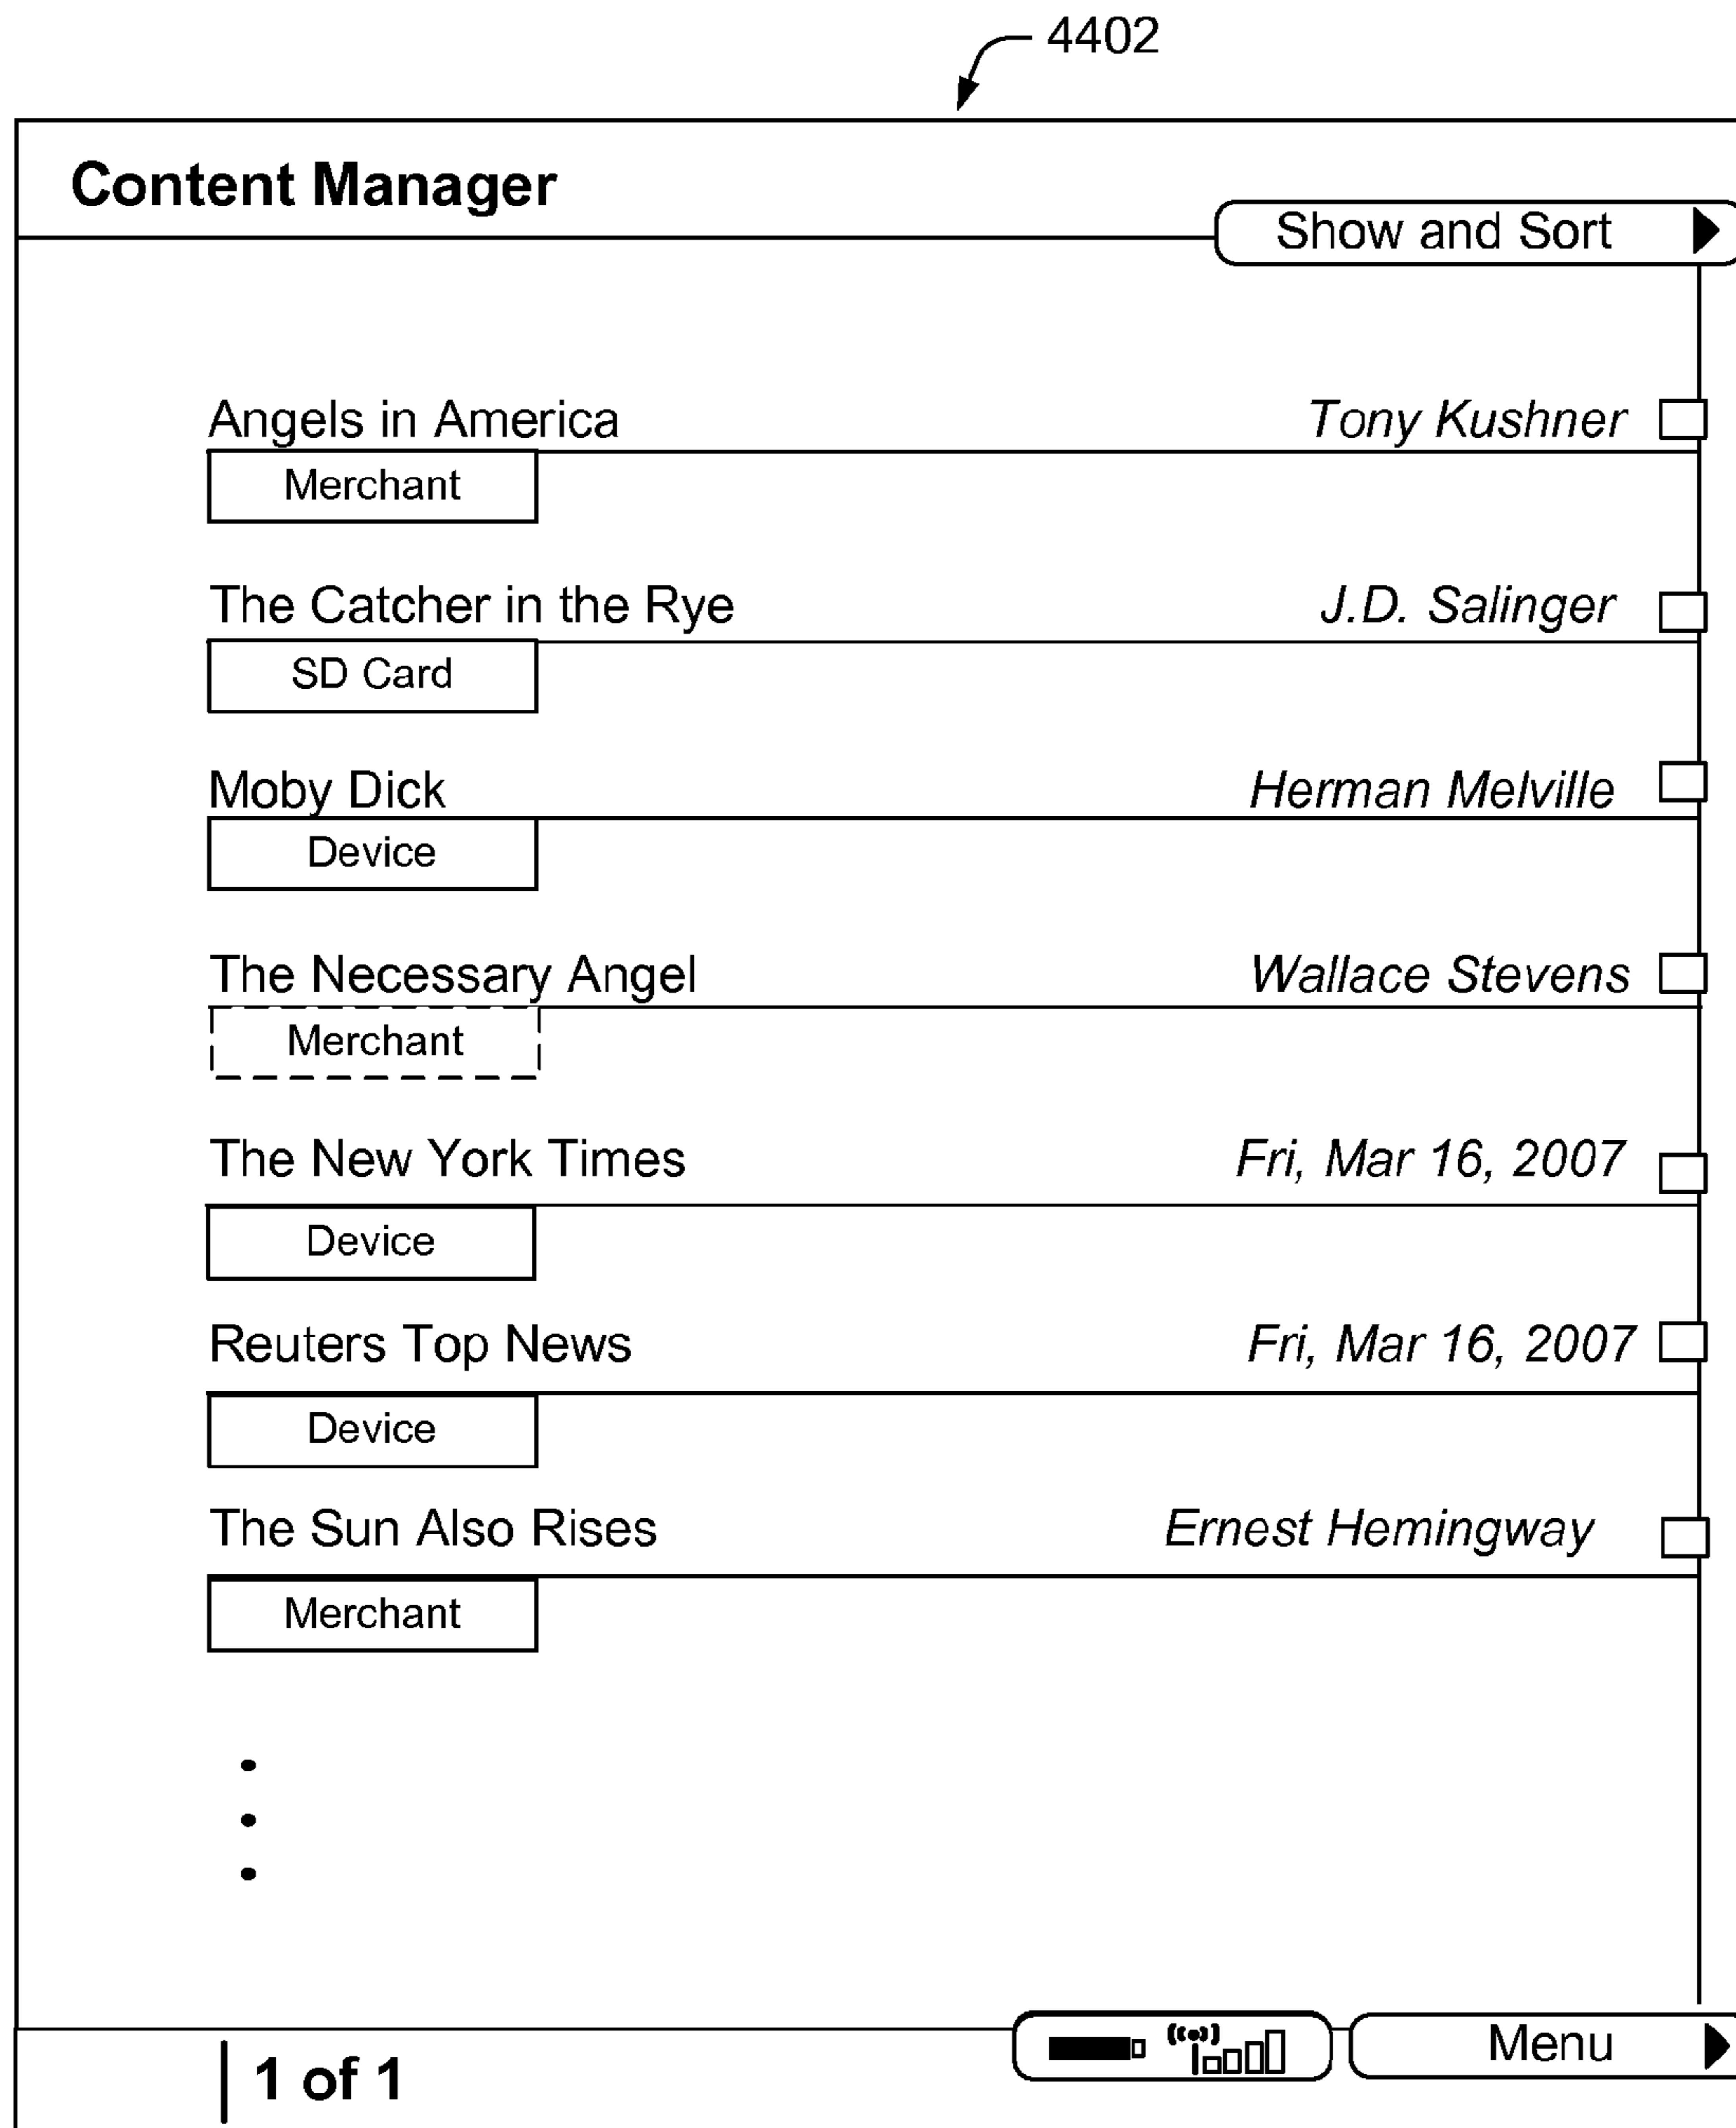 4402
Content Manager
Show and Sort
Angels in America Tony Kushner
Merchant
The Catcher in the Rye J.D. Salinger
SD Card
Moby Dick Herman Melville
Device
The Necessary Angel Wallace Stevens
Merchant
The New York Times Fri, Mar 16, 2007
Device
Reuters Top News Fri, Mar 16, 2007
Device
The Sun Also Rises Ernest Hemingway
Merchant
1 of 1
Menu